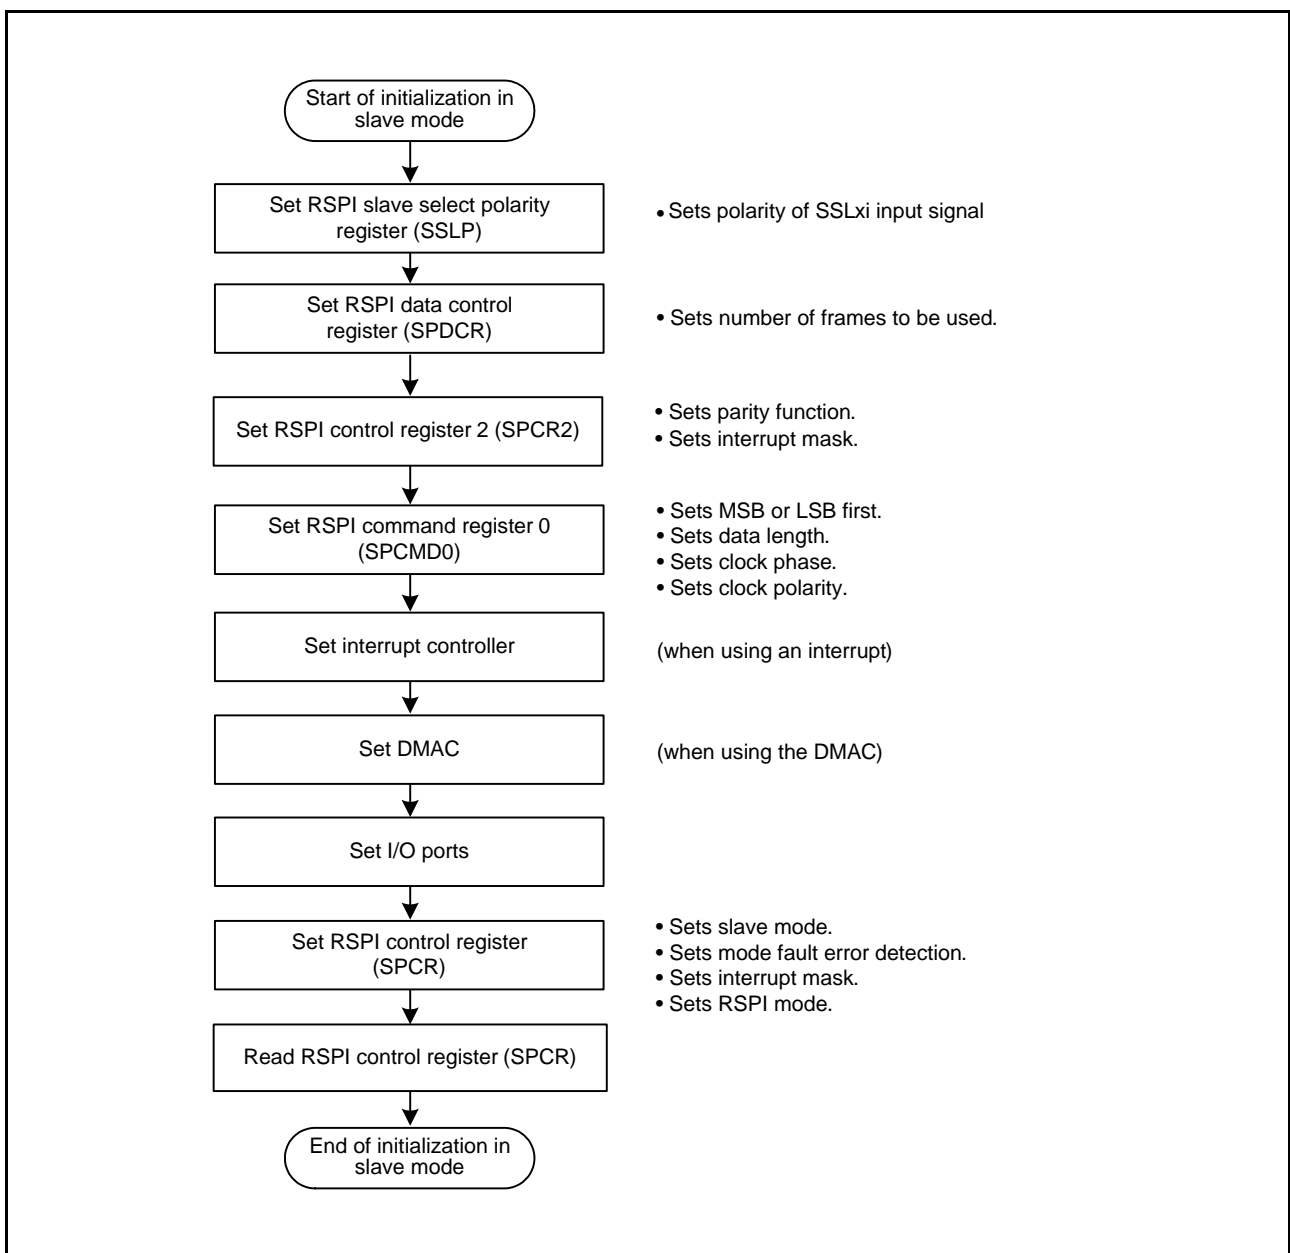 Start of initialization in
slave mode
Set RSPI slave select polarity
register (SSLP)
• Sets polarity of SSLxi input signal
Set RSPI data control
register (SPDCR)
• Sets number of frames to be used.
Set RSPI control register 2 (SPCR2)
• Sets parity function.
• Sets interrupt mask.
Set RSPI command register 0
(SPCMD0)
• Sets MSB or LSB first.
• Sets data length.
• Sets clock phase.
• Sets clock polarity.
Set interrupt controller
(when using an interrupt)
Set DMAC
(when using the DMAC)
Set I/O ports
Set RSPI control register
(SPCR)
• Sets slave mode.
• Sets mode fault error detection.
• Sets interrupt mask.
• Sets RSPI mode.
Read RSPI control register (SPCR)
End of initialization in
slave mode